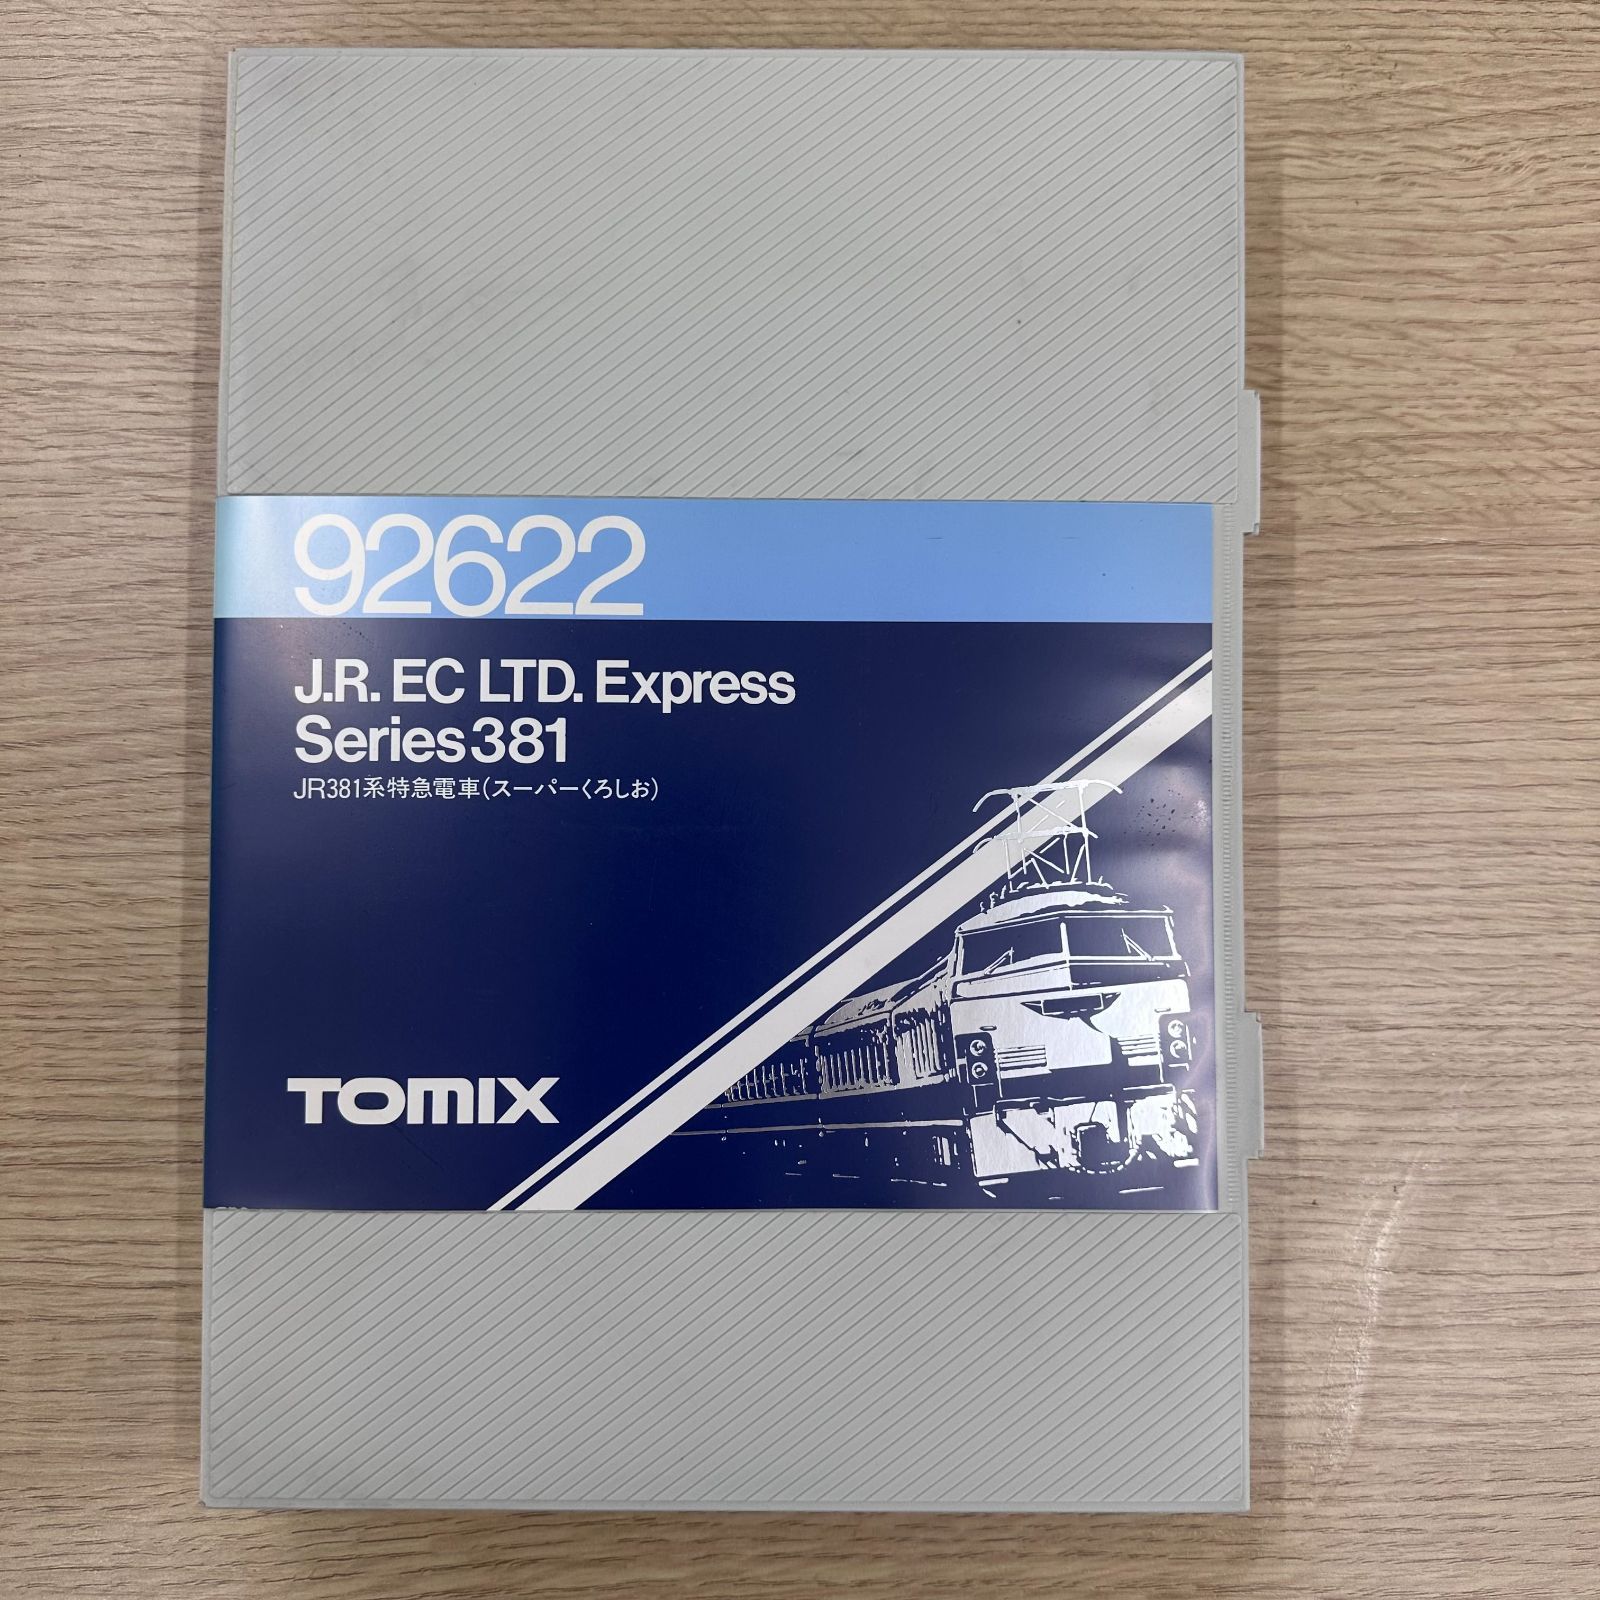 92622
J.R. EC LTD. Express
Series 381
JR381系特急電車(スーパーくろしお)
TOMIX